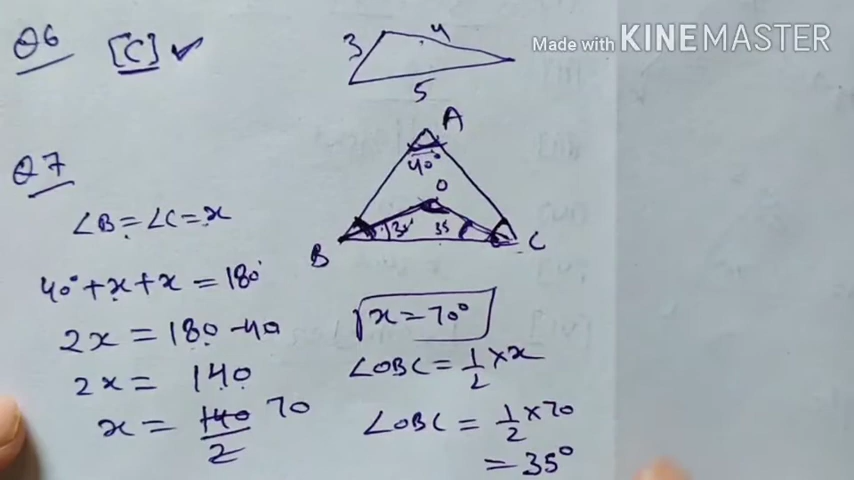 Q6 [C] ✓
3 4
5
Made with KINEMASTER
Q7
A
40°
O
35° 35
B C
∠B = ∠C = x
40° + x + x = 180°
2x = 180 - 40
2x = 140
x = 140/2 70
x = 70°
∠OBC = 1/2 × x
∠OBC = 1/2 × 70
= 35°